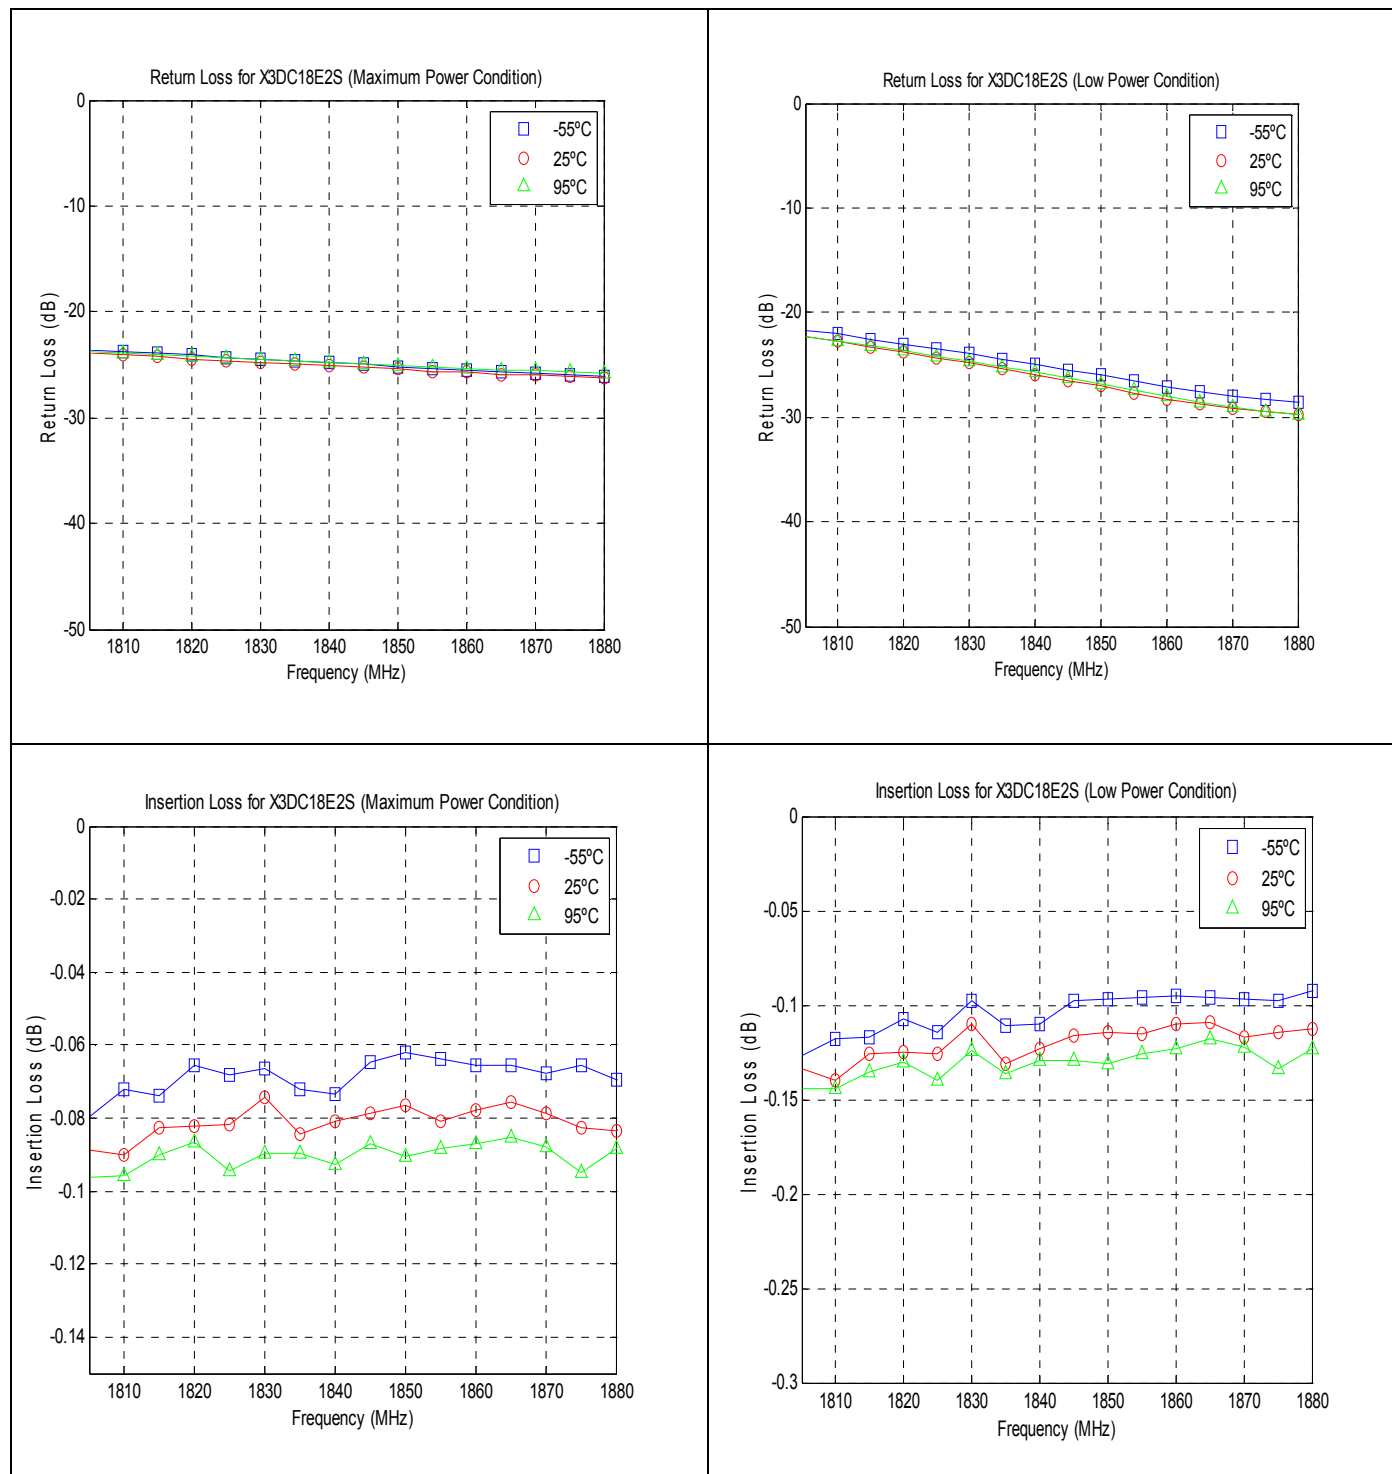 Return Loss for X3DC18E2S (Maximum Power Condition)
0
-10
-20
-30
-40
-50
Return Loss (dB)
-55ºC
25ºC
95ºC
1810 1820 1830 1840 1850 1860 1870 1880
Frequency (MHz)
Return Loss for X3DC18E2S (Low Power Condition)
0
-10
-20
-30
-40
-50
Return Loss (dB)
-55ºC
25ºC
95ºC
1810 1820 1830 1840 1850 1860 1870 1880
Frequency (MHz)
Insertion Loss for X3DC18E2S (Maximum Power Condition)
0
-0.02
-0.04
-0.06
-0.08
-0.1
-0.12
-0.14
Insertion Loss (dB)
-55ºC
25ºC
95ºC
1810 1820 1830 1840 1850 1860 1870 1880
Frequency (MHz)
Insertion Loss for X3DC18E2S (Low Power Condition)
0
-0.05
-0.1
-0.15
-0.2
-0.25
-0.3
Insertion Loss (dB)
-55ºC
25ºC
95ºC
1810 1820 1830 1840 1850 1860 1870 1880
Frequency (MHz)